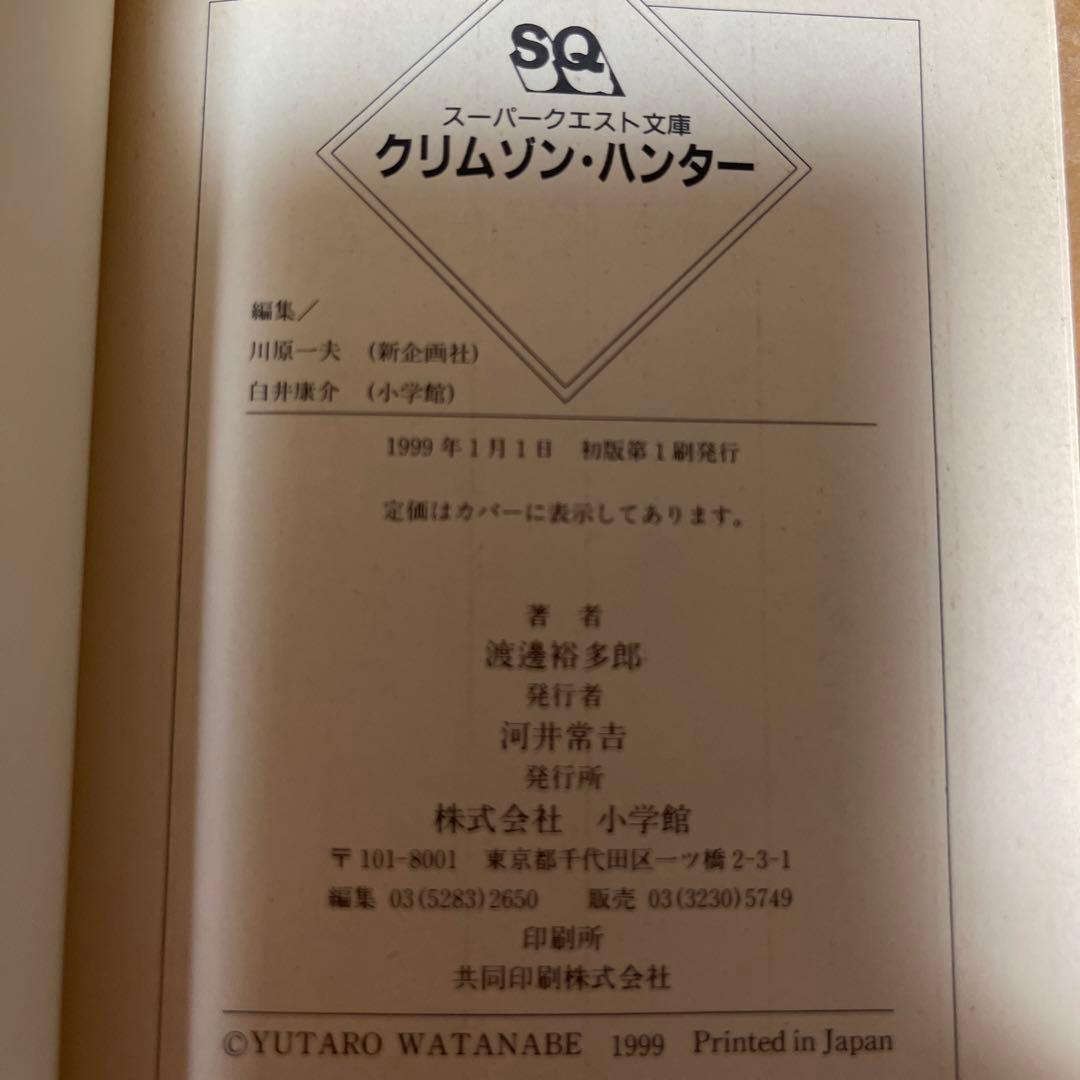 SQ
スーパークエスト文庫
クリムゾン・ハンター
編集／
川原一夫 (新企画社)
白井康介 (小学館)
1999年1月1日 初版第1刷発行
定価はカバーに表示してあります。
著 者
渡邊裕多郎
発行者
河井常𠮷
発行所
株式会社 小学館
〒101-8001 東京都千代田区一ツ橋2-3-1
編集 03(5283)2650 販売 03(3230)5749
印刷所
共同印刷株式会社
©YUTARO WATANABE 1999 Printed in Japan